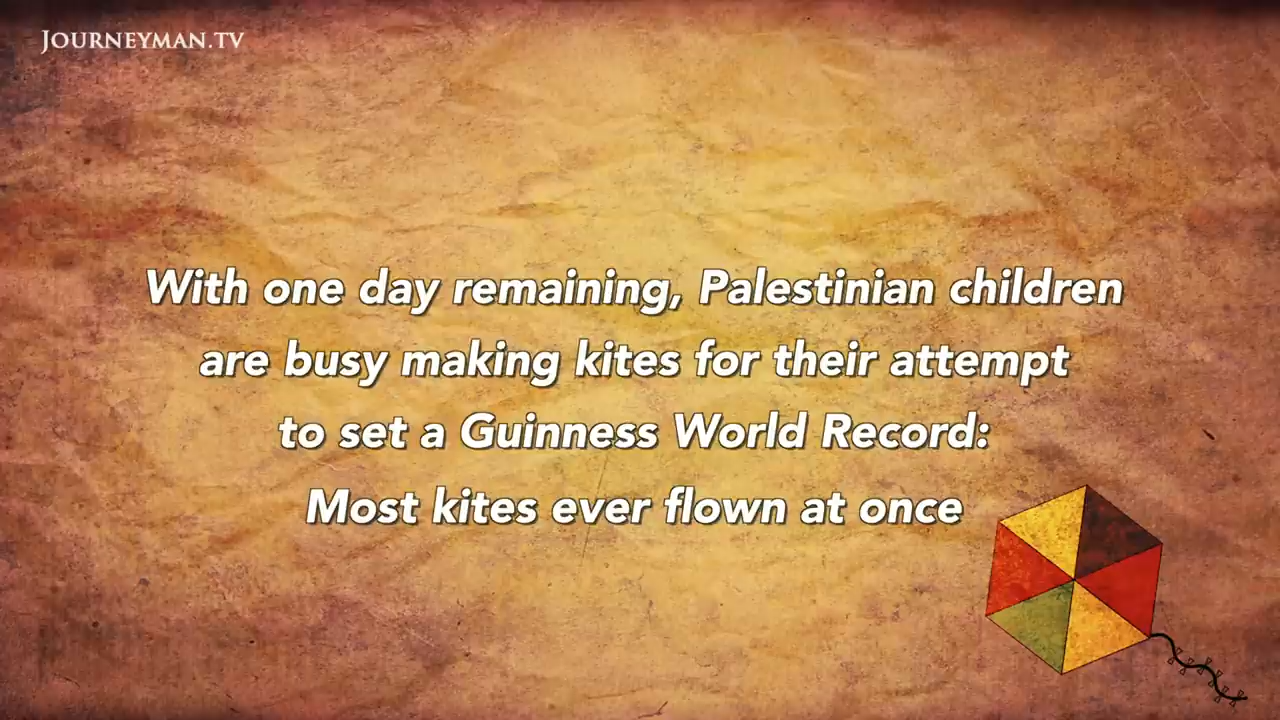 JOURNEYMAN.TV
With one day remaining, Palestinian children
are busy making kites for their attempt
to set a Guinness World Record:
Most kites ever flown at once